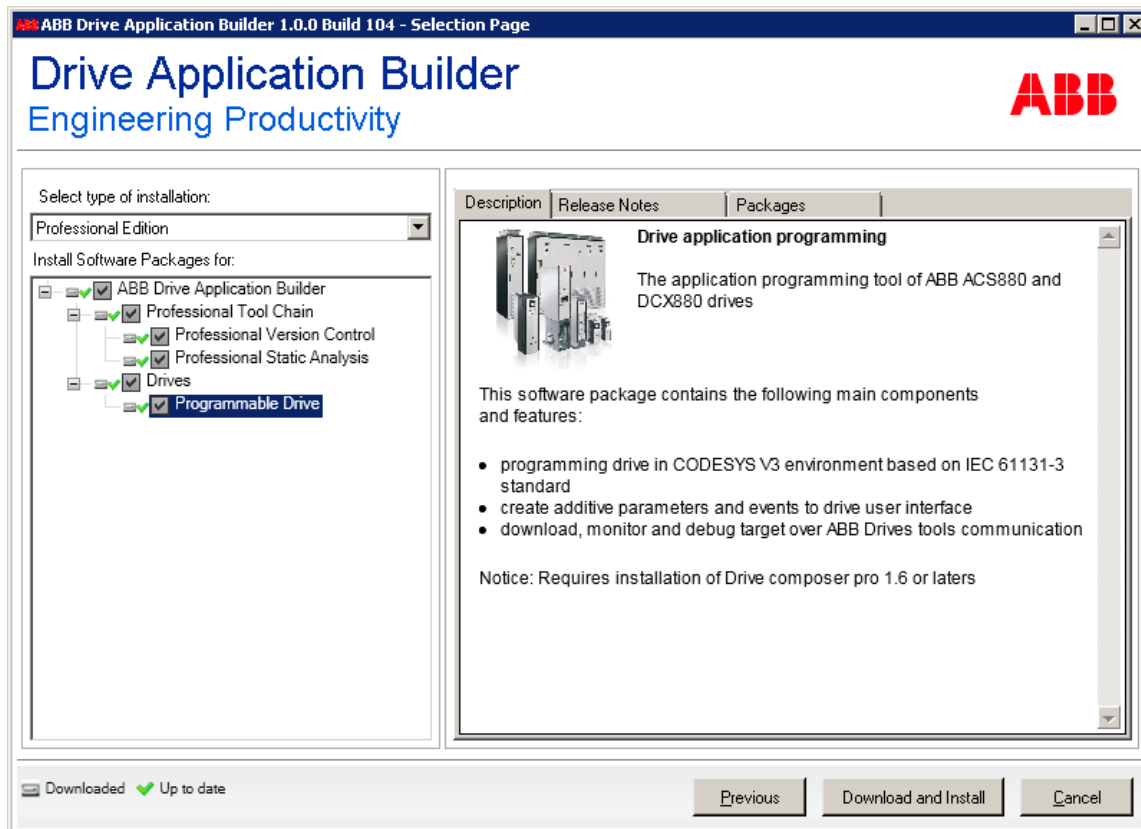 ABB Drive Application Builder 1.0.0 Build 104 - Selection Page
Drive Application Builder
Engineering Productivity
ABB
Select type of installation:
Professional Edition
Install Software Packages for:
ABB Drive Application Builder
Professional Tool Chain
Professional Version Control
Professional Static Analysis
Drives
Programmable Drive
Description
Release Notes
Packages
Drive application programming
The application programming tool of ABB ACS880 and
DCX880 drives
This software package contains the following main components
and features:
programming drive in CODESYS V3 environment based on IEC 61131-3
standard
create additive parameters and events to drive user interface
download, monitor and debug target over ABB Drives tools communication
Notice: Requires installation of Drive composer pro 1.6 or laters
Downloaded
Up to date
Previous
Download and Install
Cancel